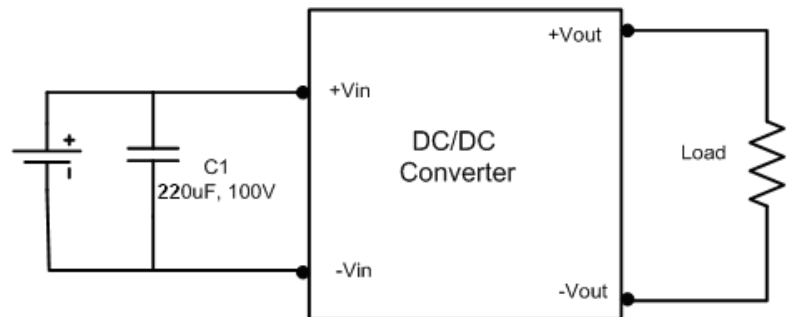 +Vout
+Vin
DC/DC
Converter
Load
+
-
C1
220uF, 100V
-Vin
-Vout